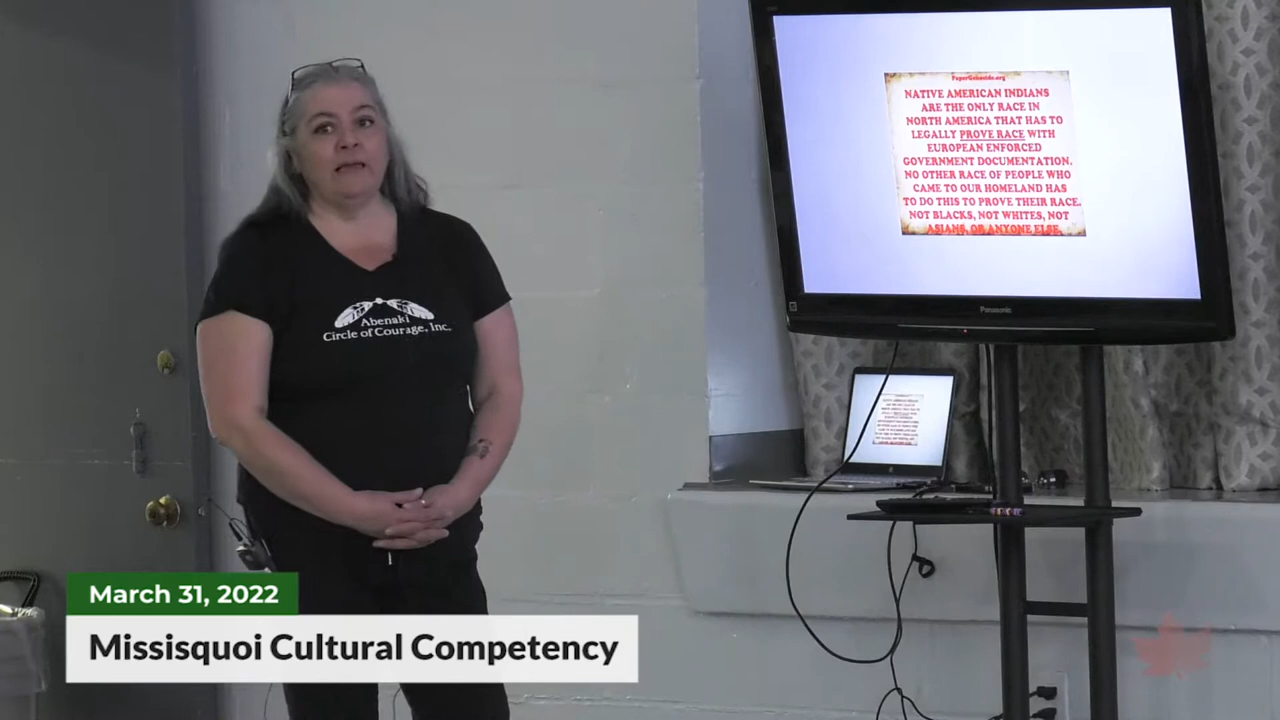 PaperGenocide.org
NATIVE AMERICAN INDIANS
ARE THE ONLY RACE IN
NORTH AMERICA THAT HAS TO
LEGALLY PROVE RACE WITH
EUROPEAN ENFORCED
GOVERNMENT DOCUMENTATION.
NO OTHER RACE OF PEOPLE WHO
CAME TO OUR HOMELAND HAS
TO DO THIS TO PROVE THEIR RACE.
NOT BLACKS, NOT WHITES, NOT
ASIANS, OR ANYONE ELSE.
Panasonic
Abenaki
Circle of Courage, Inc.
March 31, 2022
Missisquoi Cultural Competency